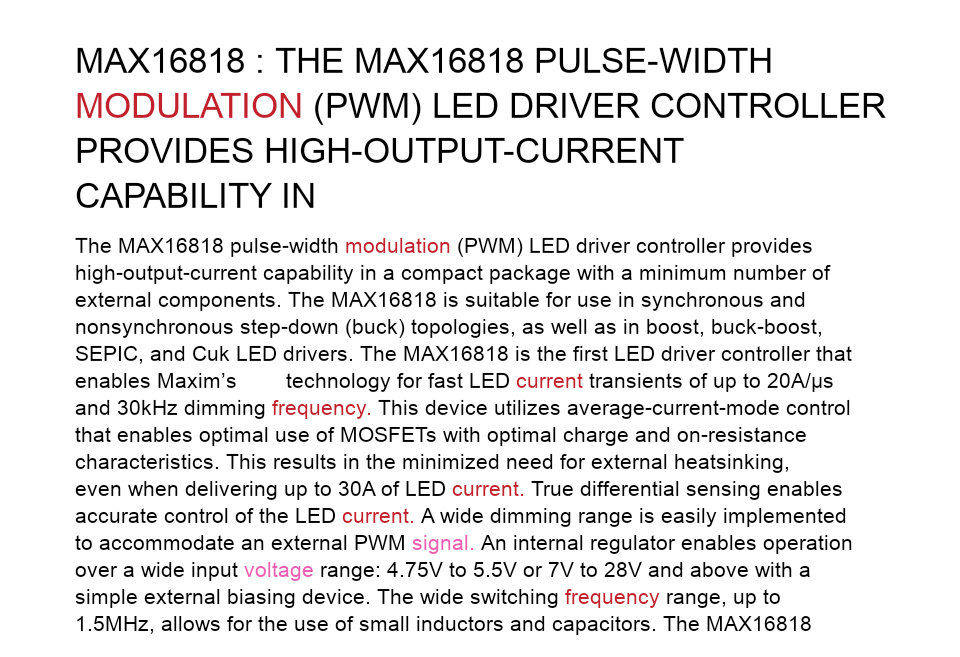 MAX16818 : THE MAX16818 PULSE-WIDTH
MODULATION (PWM) LED DRIVER CONTROLLER
PROVIDES HIGH-OUTPUT-CURRENT
CAPABILITY IN
The MAX16818 pulse-width modulation (PWM) LED driver controller provides
high-output-current capability in a compact package with a minimum number of
external components. The MAX16818 is suitable for use in synchronous and
nonsynchronous step-down (buck) topologies, as well as in boost, buck-boost,
SEPIC, and Cuk LED drivers. The MAX16818 is the first LED driver controller that
enables Maxim’s technology for fast LED current transients of up to 20A/µs
and 30kHz dimming frequency. This device utilizes average-current-mode control
that enables optimal use of MOSFETs with optimal charge and on-resistance
characteristics. This results in the minimized need for external heatsinking,
even when delivering up to 30A of LED current. True differential sensing enables
accurate control of the LED current. A wide dimming range is easily implemented
to accommodate an external PWM signal. An internal regulator enables operation
over a wide input voltage range: 4.75V to 5.5V or 7V to 28V and above with a
simple external biasing device. The wide switching frequency range, up to
1.5MHz, allows for the use of small inductors and capacitors. The MAX16818